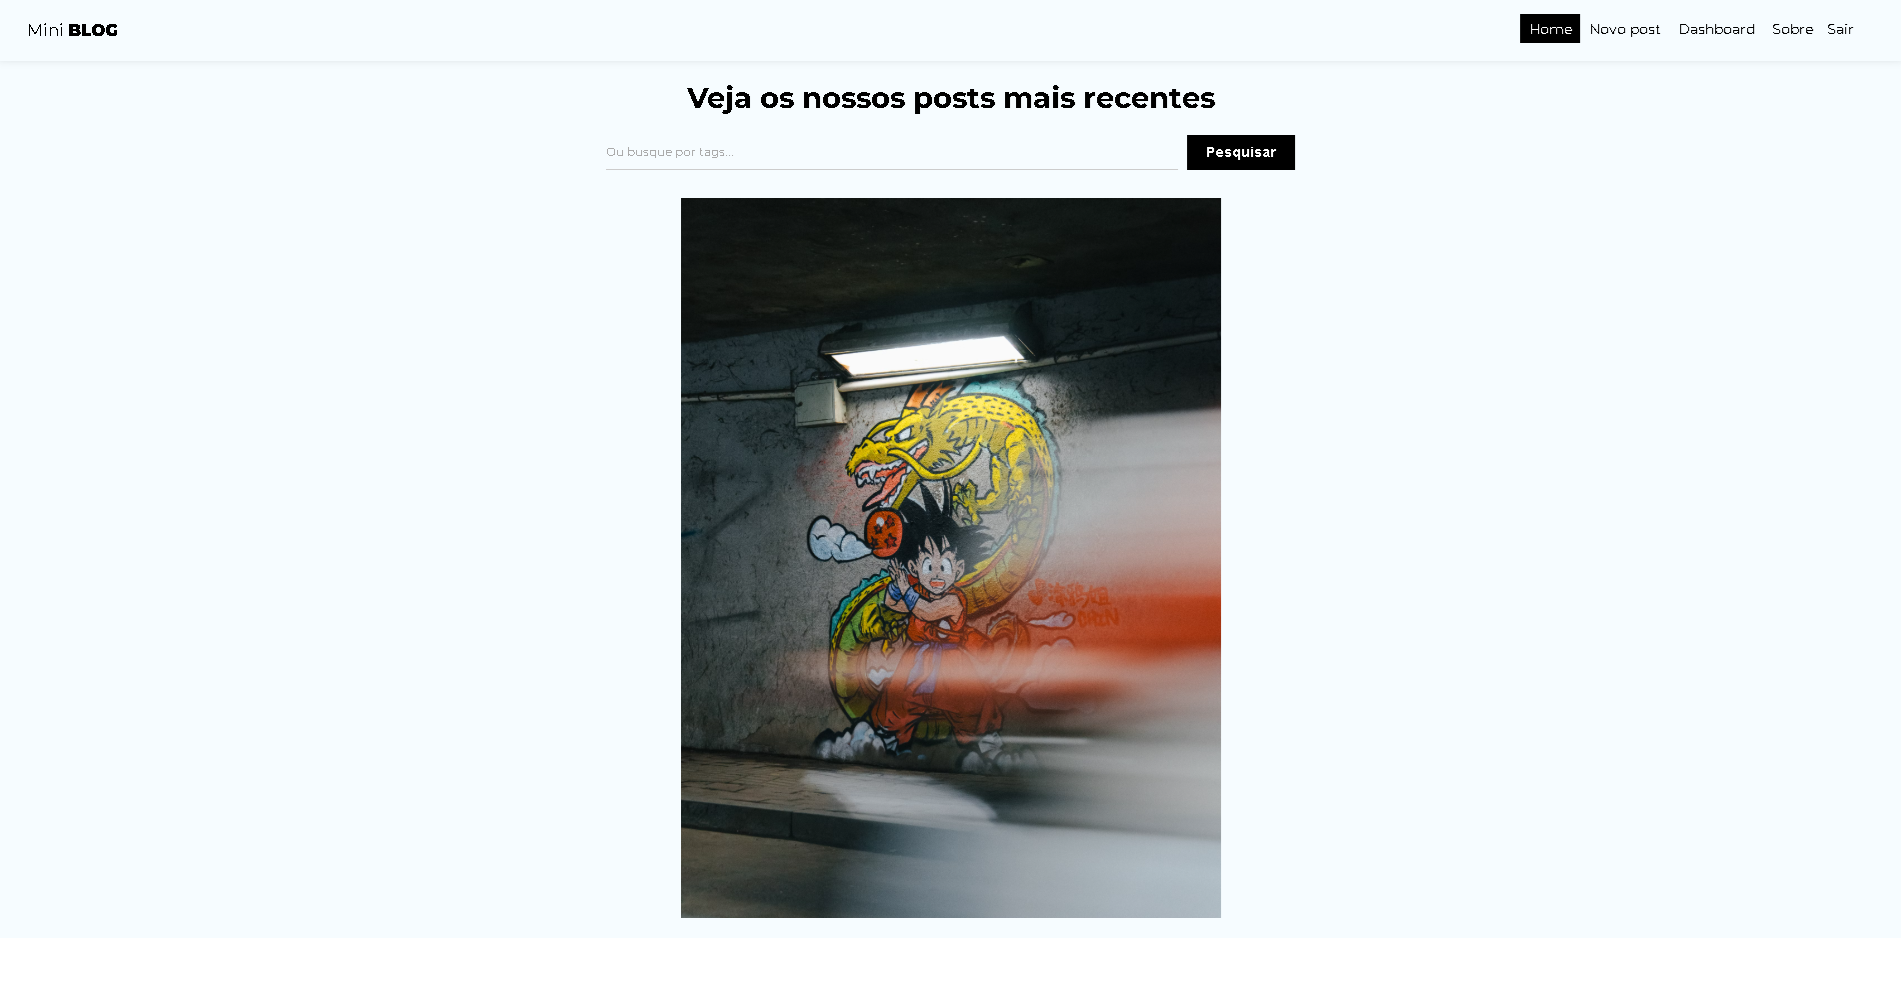 Mini BLOG
Home Novo post Dashboard Sobre Sair
Veja os nossos posts mais recentes
Ou busque por tags...
Pesquisar